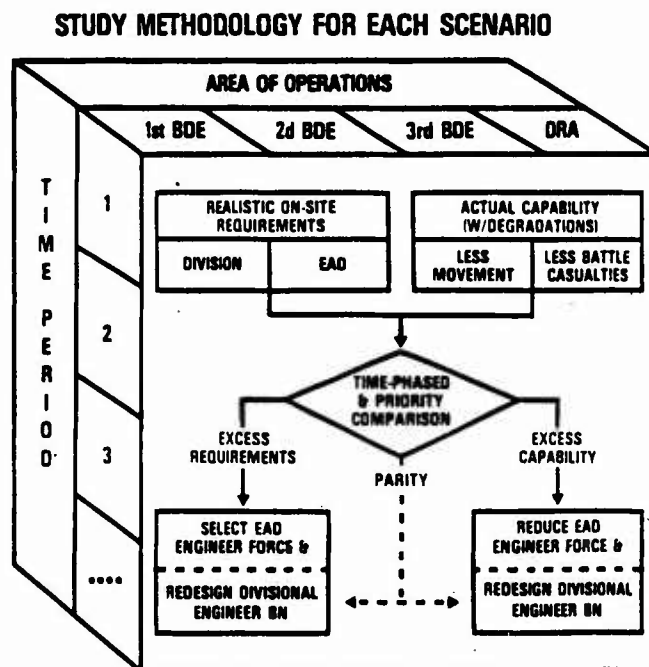 STUDY METHODOLOGY FOR EACH SCENARIO
AREA OF OPERATIONS
1st BDE
2d BDE
3rd BDE
DRA
TIME PERIOD
1
2
3
....
REALISTIC ON-SITE
REQUIREMENTS
DIVISION
EAD
ACTUAL CAPABILITY
(W/DEGRADATIONS)
LESS
MOVEMENT
LESS BATTLE
CASUALTIES
TIME-PHASED
& PRIORITY
COMPARISON
EXCESS
REQUIREMENTS
PARITY
EXCESS
CAPABILITY
SELECT EAD
ENGINEER FORCE &
REDESIGN DIVISIONAL
ENGINEER BN
REDUCE EAD
ENGINEER FORCE &
REDESIGN DIVISIONAL
ENGINEER BN